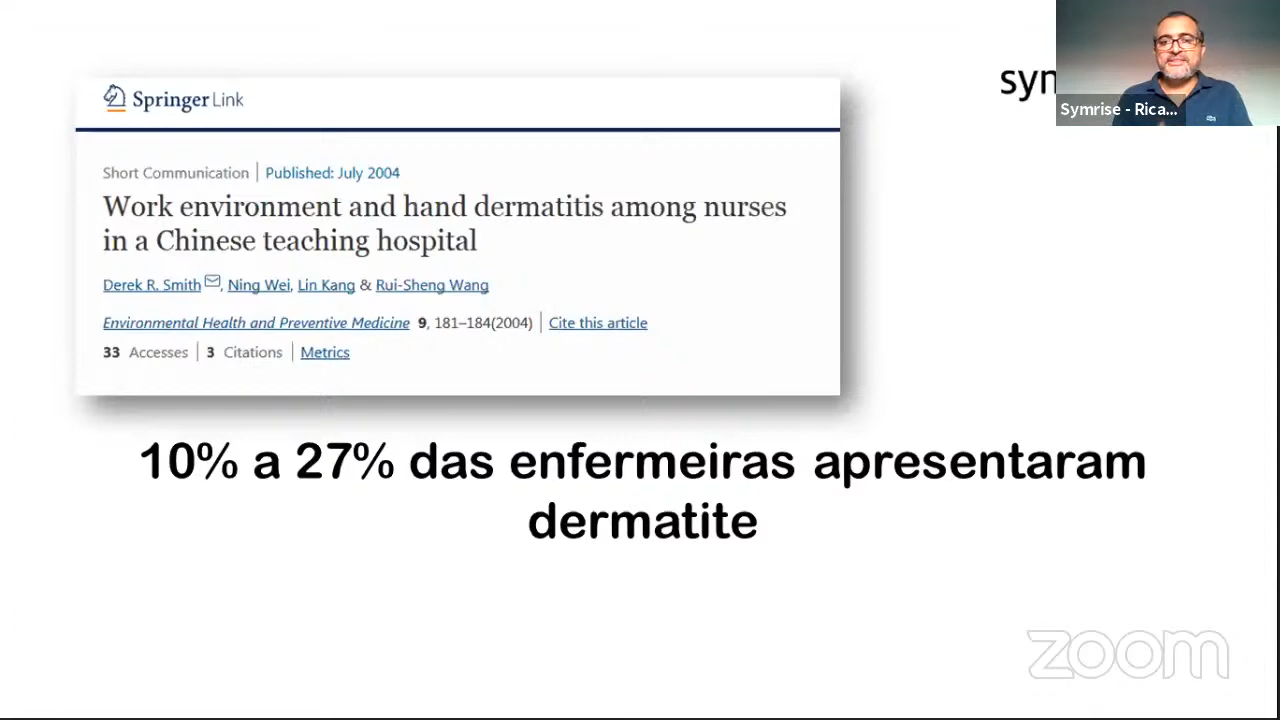 Springer Link
sym
Symrise - Rica...
Short Communication | Published: July 2004
Work environment and hand dermatitis among nurses
in a Chinese teaching hospital
Derek R. Smith, Ning Wei, Lin Kang & Rui-Sheng Wang
Environmental Health and Preventive Medicine 9, 181–184(2004) | Cite this article
33 Accesses | 3 Citations | Metrics
10% a 27% das enfermeiras apresentaram
dermatite
zoom